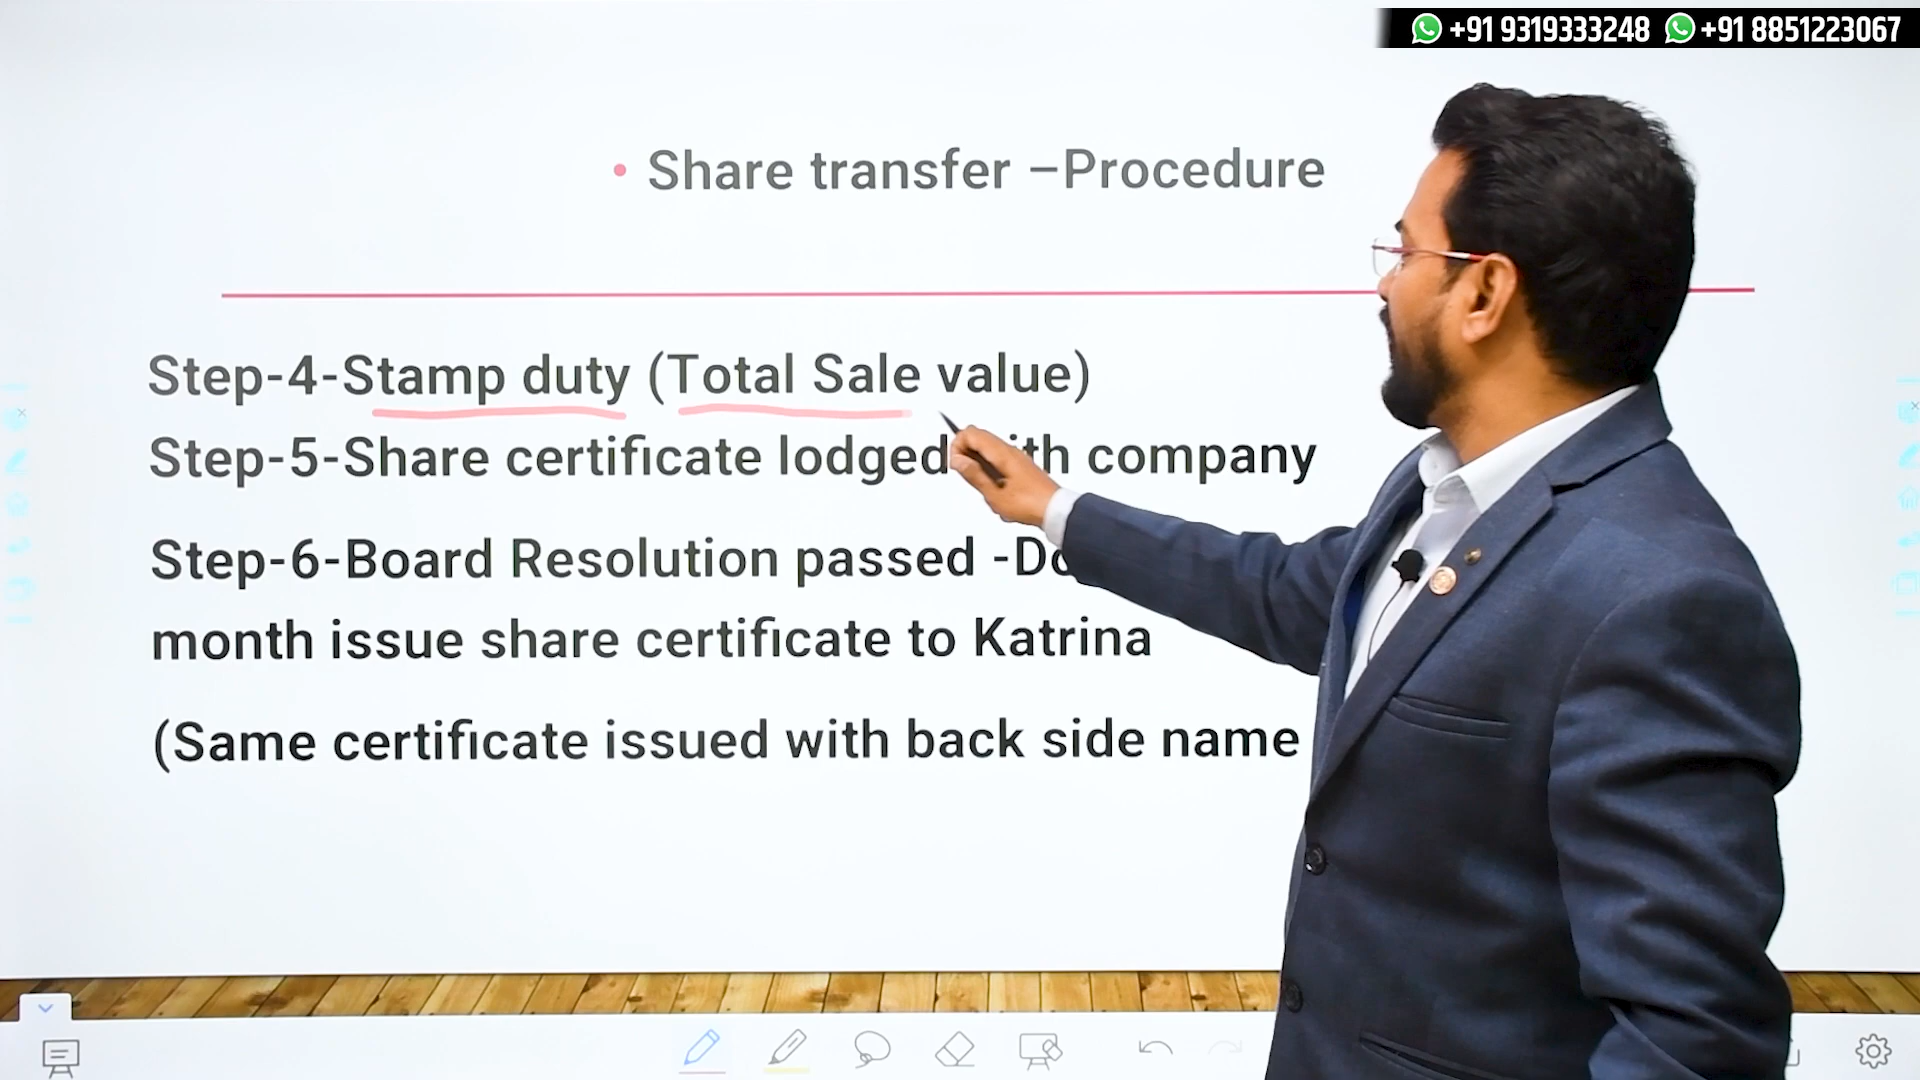 +91 9319333248 +91 8851223067
• Share transfer –Procedure
Step-4-Stamp duty (Total Sale value)
Step-5-Share certificate lodged with company
Step-6-Board Resolution passed -Do
month issue share certificate to Katrina
(Same certificate issued with back side name